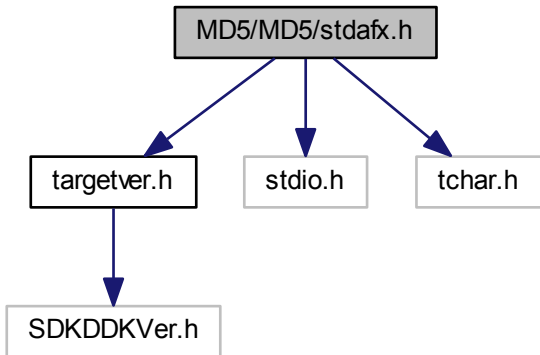 MD5/MD5/stdafx.h
targetver.h
stdio.h
tchar.h
SDKDDKVer.h